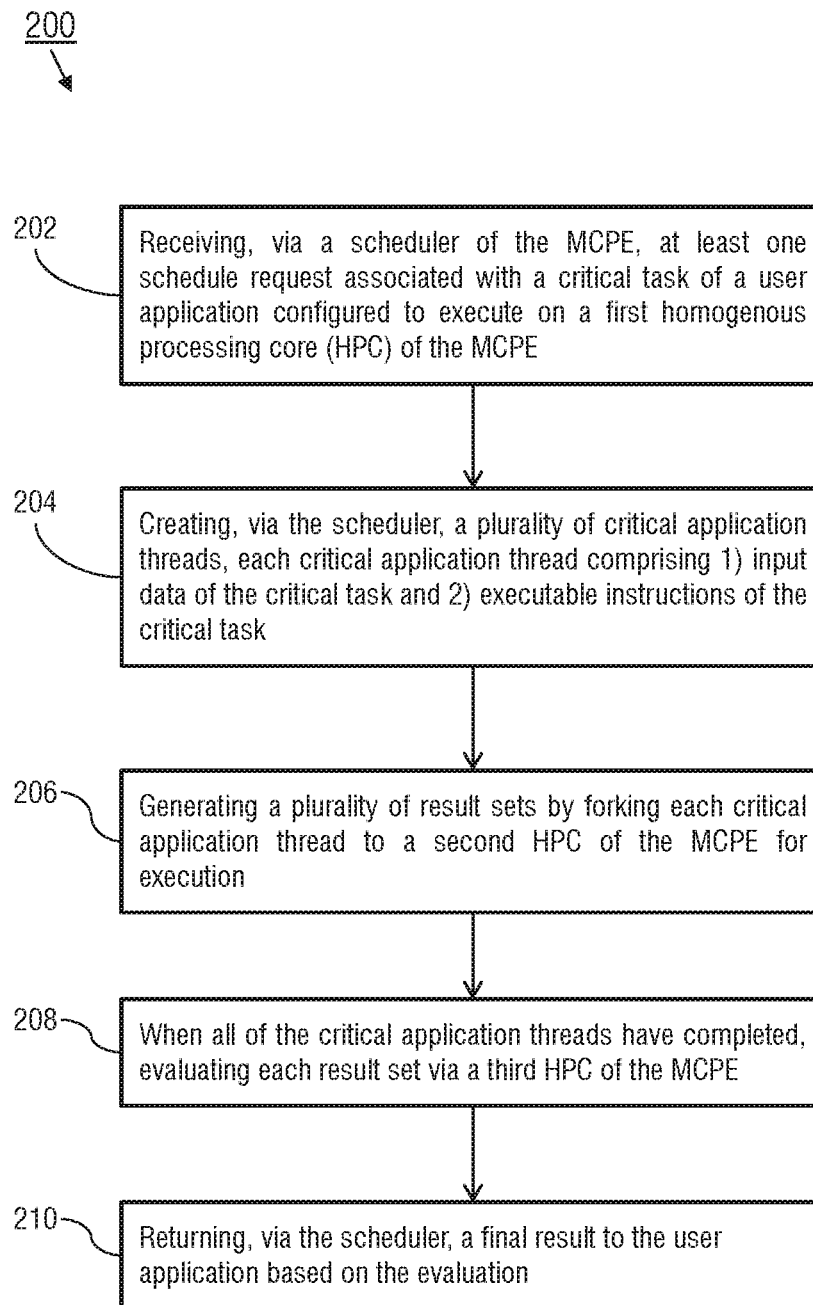 200
202
Receiving, via a scheduler of the MCPE, at least one
schedule request associated with a critical task of a user
application configured to execute on a first homogenous
processing core (HPC) of the MCPE
204
Creating, via the scheduler, a plurality of critical application
threads, each critical application thread comprising 1) input
data of the critical task and 2) executable instructions of the
critical task
206
Generating a plurality of result sets by forking each critical
application thread to a second HPC of the MCPE for
execution
208
When all of the critical application threads have completed,
evaluating each result set via a third HPC of the MCPE
210
Returning, via the scheduler, a final result to the user
application based on the evaluation